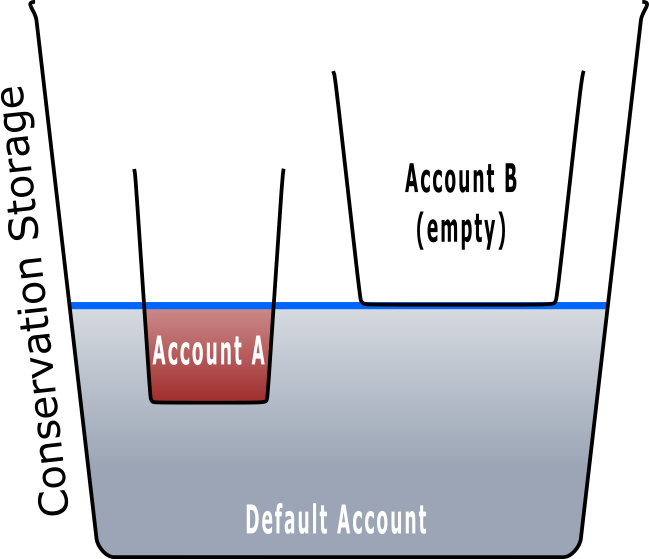 Conservation Storage
Account B
(empty)
Account A
Default Account